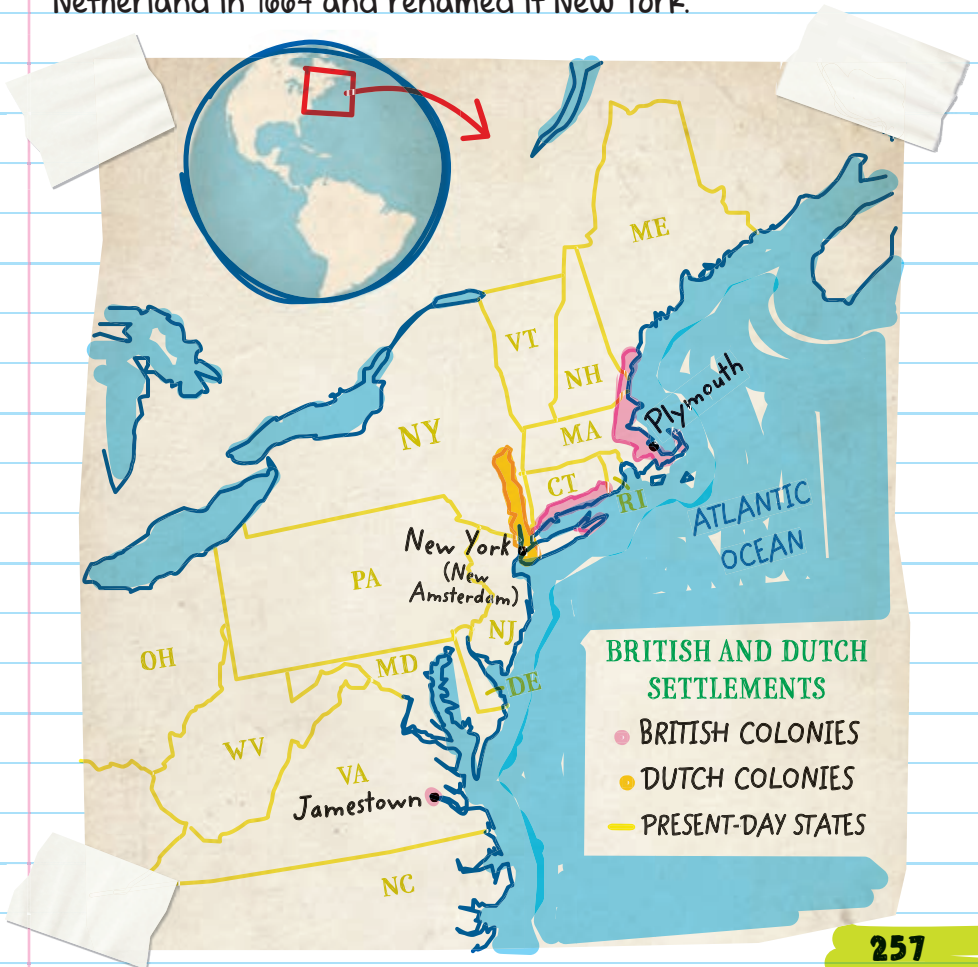 Netherland in 1664 and renamed it New York.
ME
VT
NH
Plymouth
NY
MA
CT
RI
ATLANTIC
OCEAN
New York
(New
Amsterdam)
PA
NJ
OH
MD
DE
BRITISH AND DUTCH
SETTLEMENTS
BRITISH COLONIES
DUTCH COLONIES
PRESENT-DAY STATES
WV
VA
Jamestown
NC
257